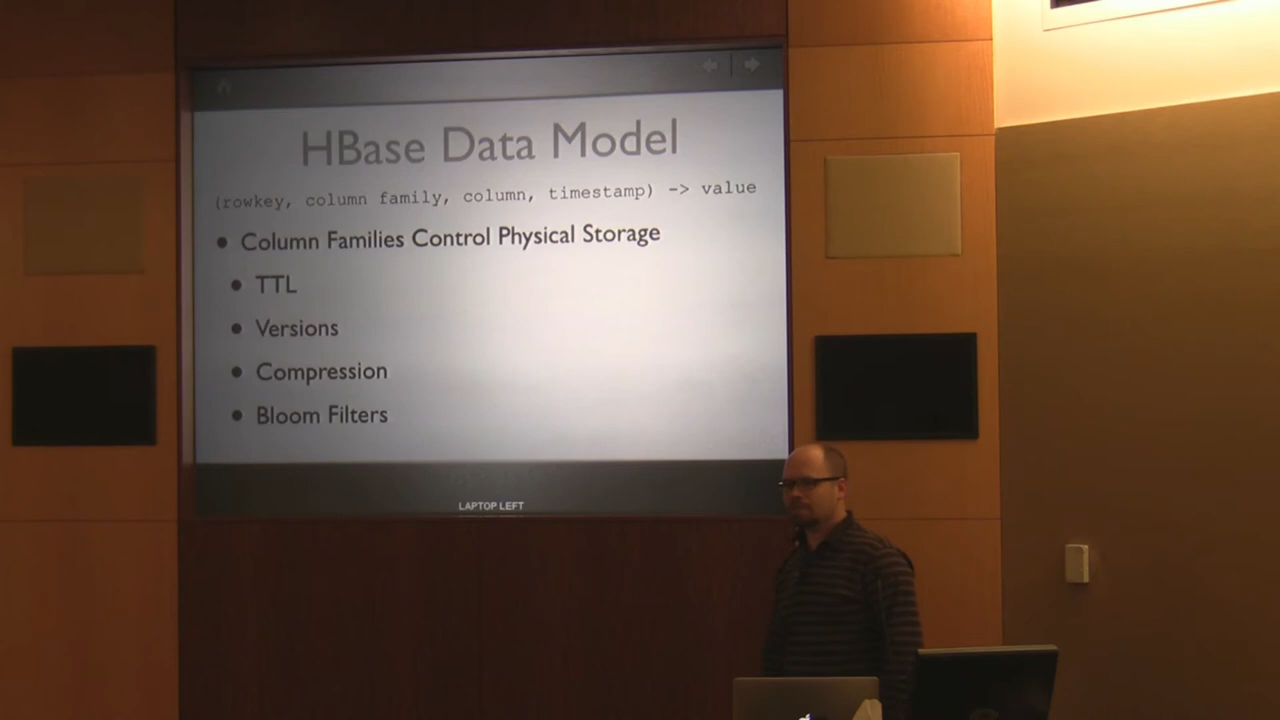 HBase Data Model
(rowkey, column family, column, timestamp) -> value
• Column Families Control Physical Storage
• TTL
• Versions
• Compression
• Bloom Filters
LAPTOP LEFT